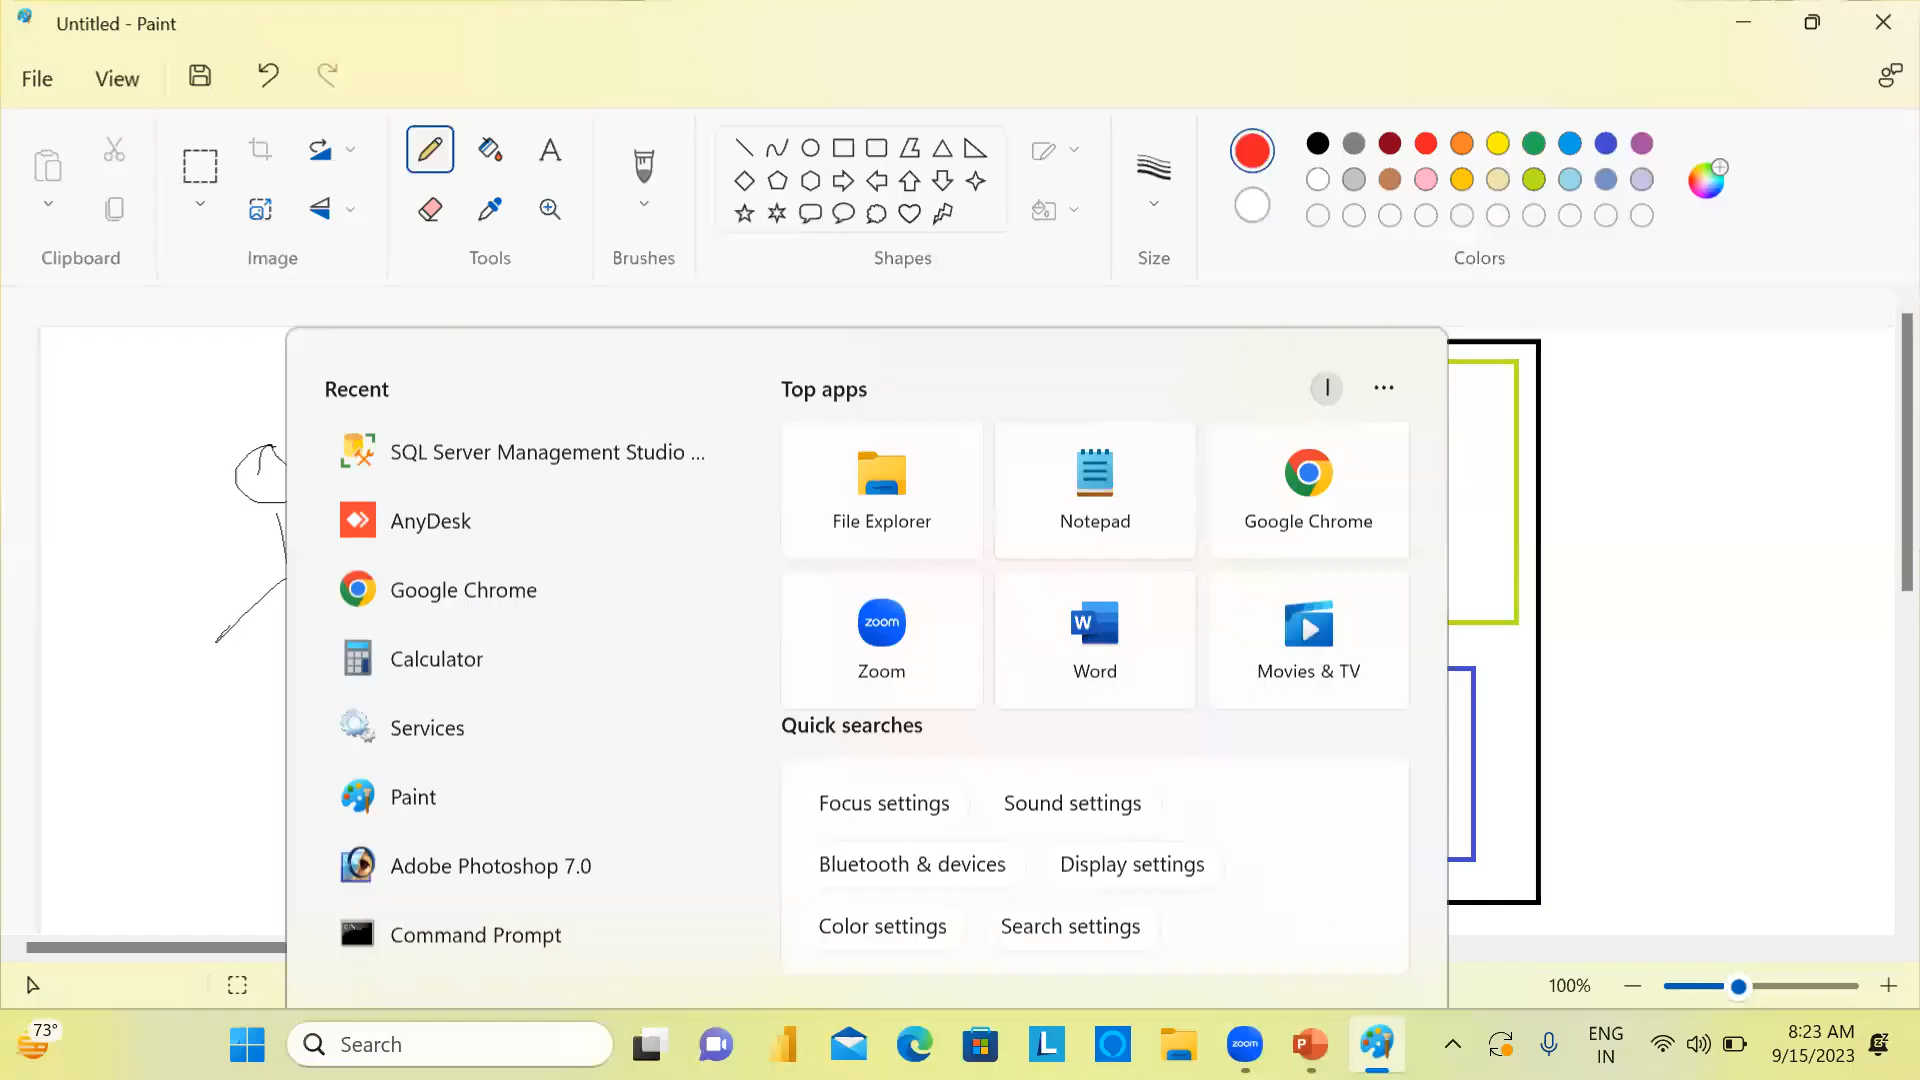 Untitled - Paint
File
View
Clipboard
Image
Tools
Brushes
Shapes
Size
Colors
Recent
SQL Server Management Studio ...
AnyDesk
Google Chrome
Calculator
Services
Paint
Adobe Photoshop 7.0
Command Prompt
Top apps
I
File Explorer
Notepad
Google Chrome
zoom
Zoom
W
Word
Movies & TV
Quick searches
Focus settings
Sound settings
Bluetooth & devices
Display settings
Color settings
Search settings
100%
73°
Search
L
zoom
P
ENG
IN
8:23 AM
9/15/2023